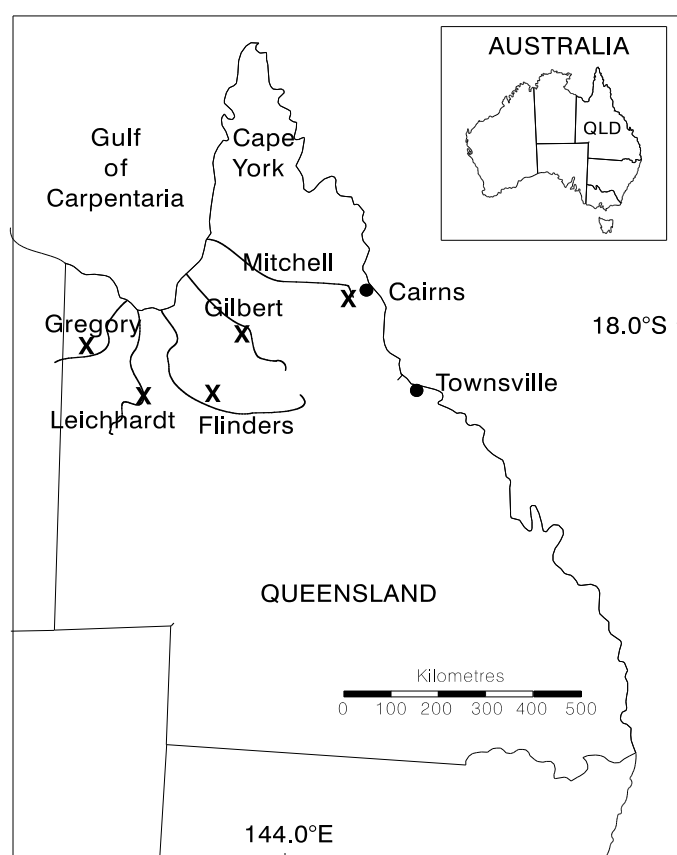 AUSTRALIA
QLD
Gulf
of
Carpentaria
Cape
York
Mitchell
Cairns
Gilbert
Gregory
18.0°S
X
X
X
X
X
Townsville
Leichhardt
Flinders
QUEENSLAND
Kilometres
0 100 200 300 400 500
144.0°E